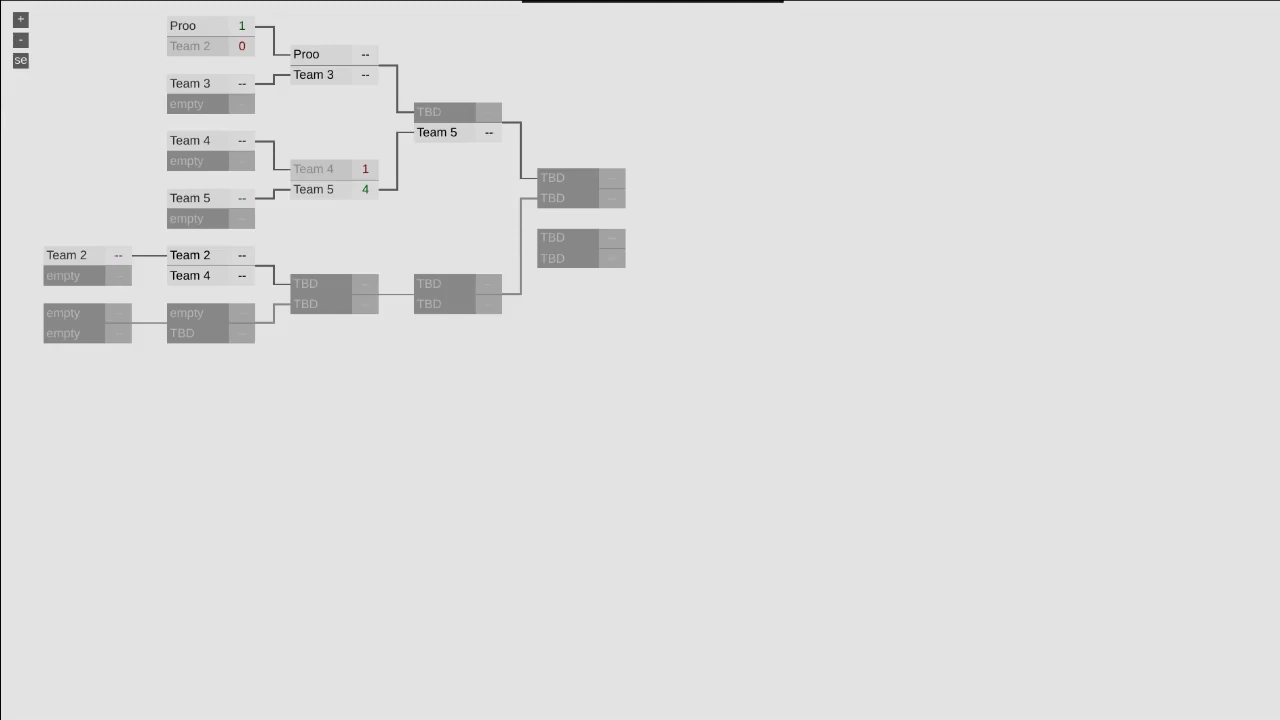 +
-
se
Proo 1
Team 2 0
Team 3 --
empty --
Team 4 --
empty --
Team 5 --
empty --
Proo --
Team 3 --
Team 4 1
Team 5 4
TBD --
Team 5 --
TBD --
TBD --
TBD --
TBD --
Team 2 --
empty --
empty --
empty --
Team 2 --
Team 4 --
empty --
TBD --
TBD --
TBD --
TBD --
TBD --